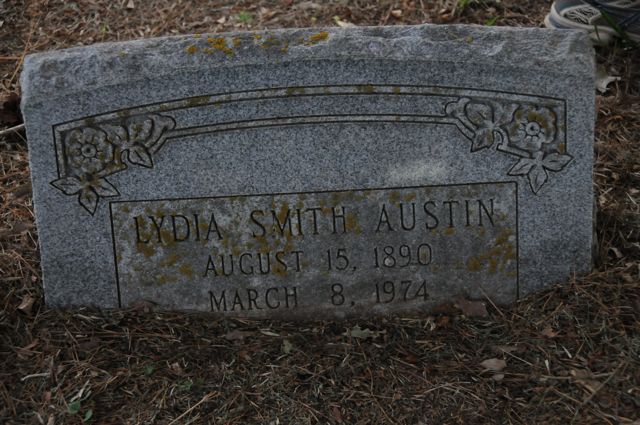 LYDIA SMITH AUSTIN
AUGUST 15, 1890
MARCH 8, 1974